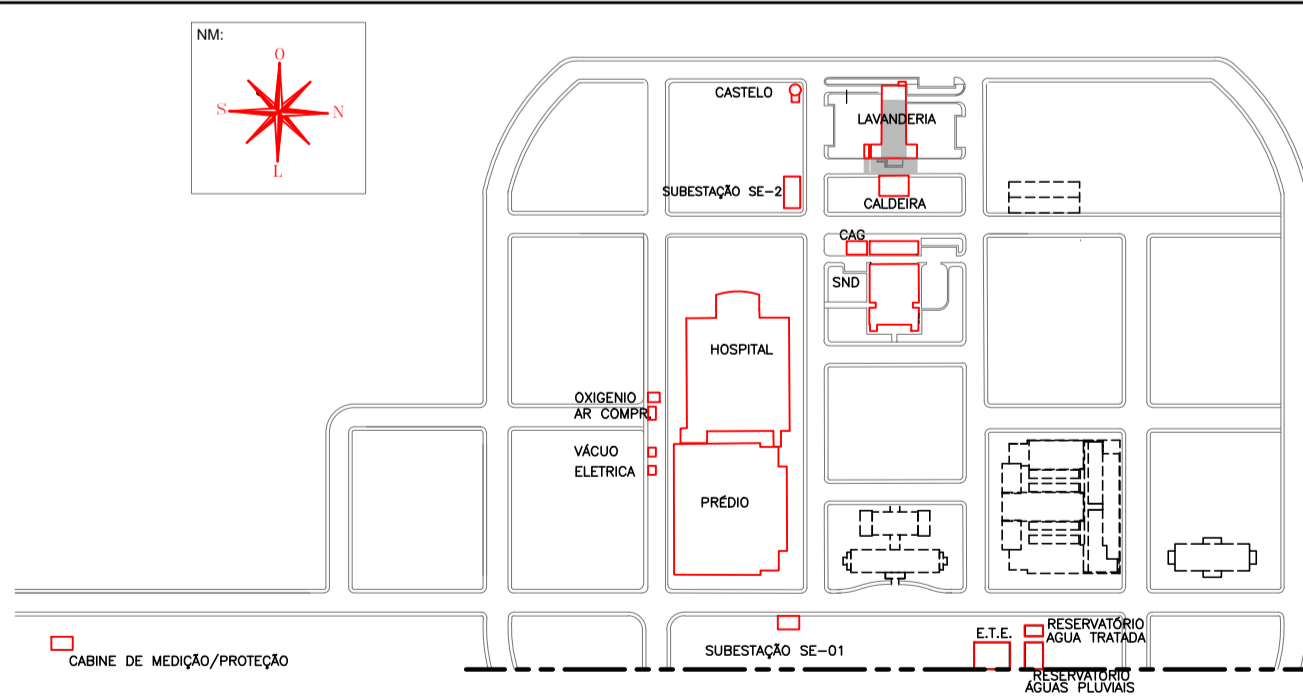 NM:
O
S
N
L
CASTELO
LAVANDERIA
SUBESTAÇÃO SE-2
CALDEIRA
CAG
SND
HOSPITAL
OXIGENIO
AR COMPR.
VÁCUO
ELETRICA
PRÉDIO
E.T.E.
RESERVATÓRIO
AGUA TRATADA
SUBESTAÇÃO SE-01
CABINE DE MEDIÇÃO/PROTEÇÃO
RESERVATÓRIO
ÁGUAS PLUVIAIS